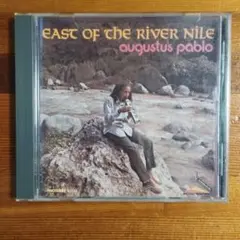 EAST OF THE RIVER NILE
augustus pablo